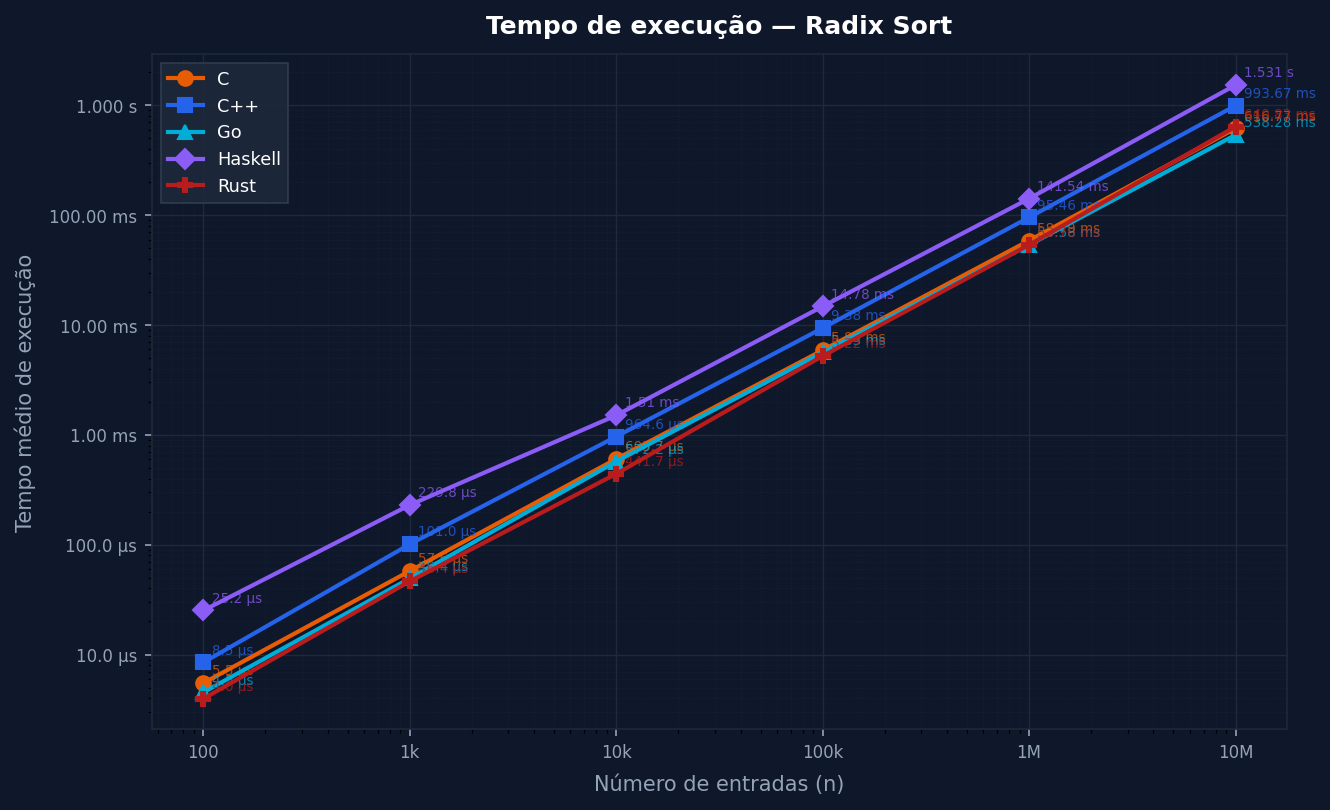 Tempo de execução — Radix Sort
C
C++
Go
Haskell
Rust
Tempo médio de execução
1.000 s
100.00 ms
10.00 ms
1.00 ms
100.0 µs
10.0 µs
1.531 s
993.67 ms
538.28 ms
141.54 ms
95.46 ms
14.78 ms
9.38 ms
1.51 ms
964.6 µs
441.7 µs
229.8 µs
101.0 µs
25.2 µs
8.5 µs
100
1k
10k
100k
1M
10M
Número de entradas (n)